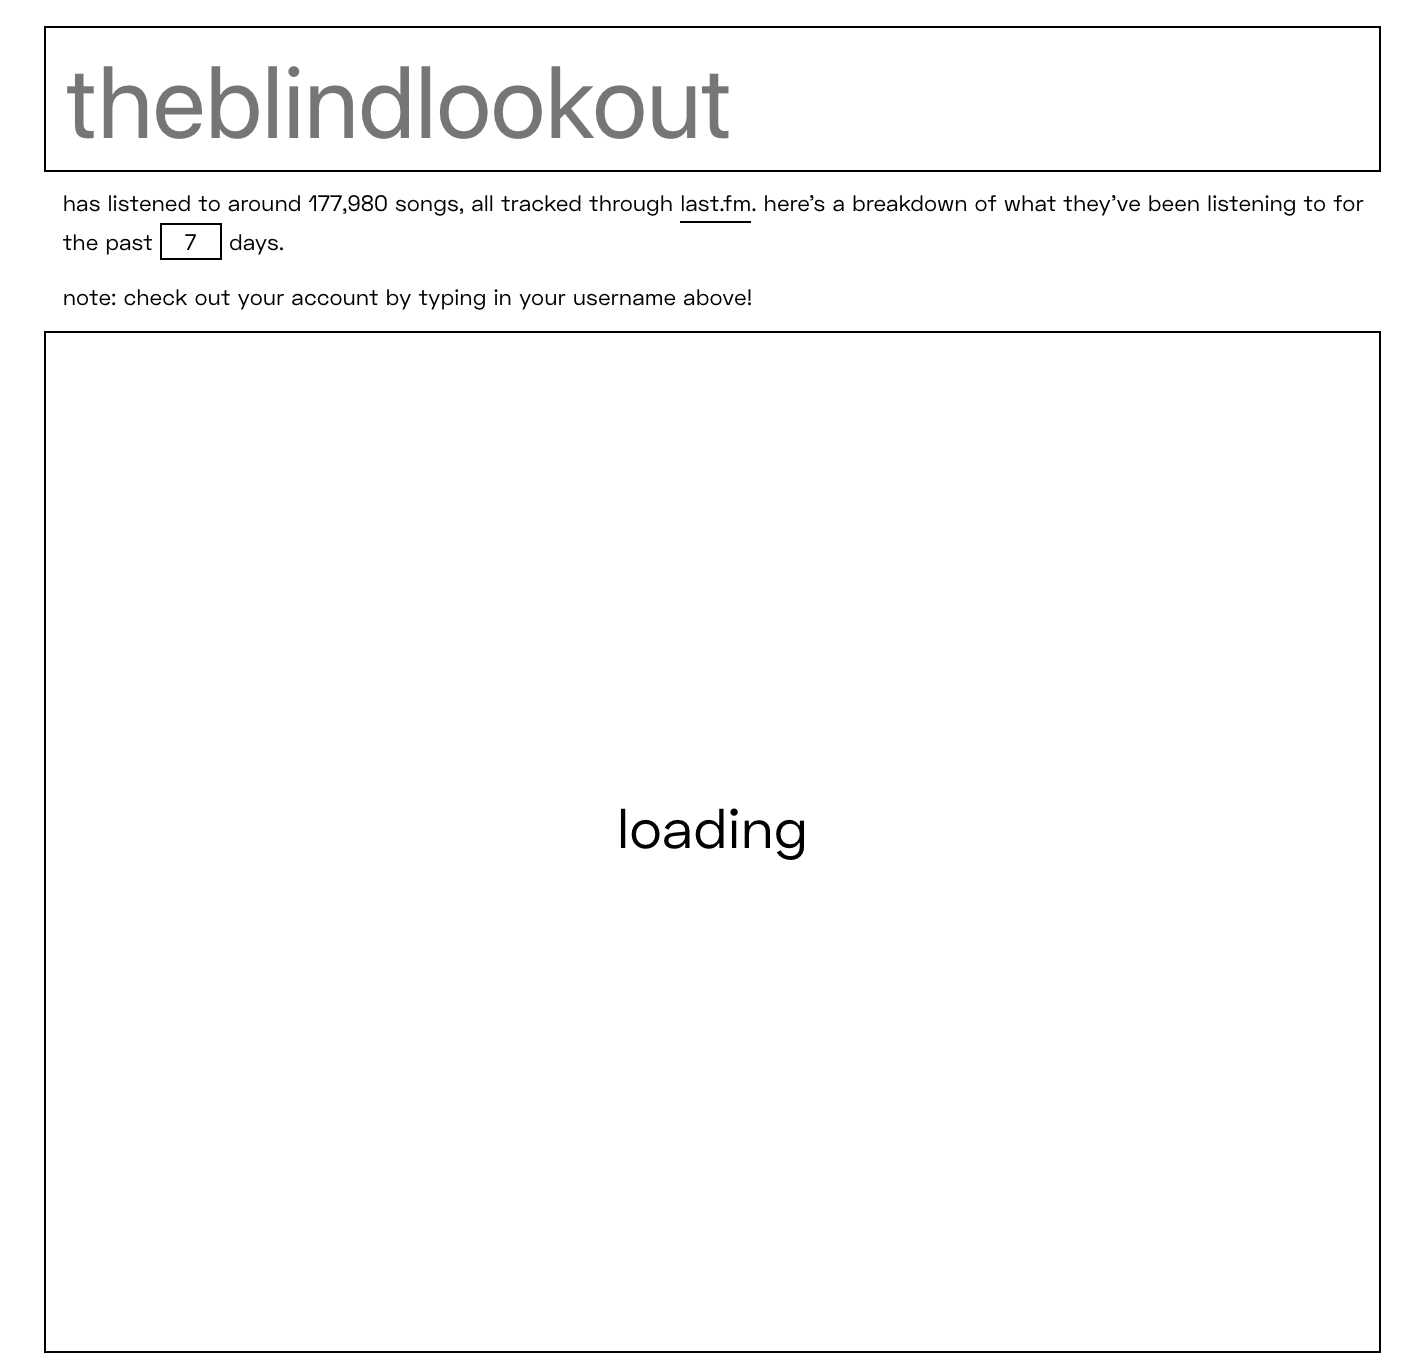 theblindlookout
has listened to around 177,980 songs, all tracked through last.fm. here’s a breakdown of what they’ve been listening to for
the past 7 days.
note: check out your account by typing in your username above!
loading